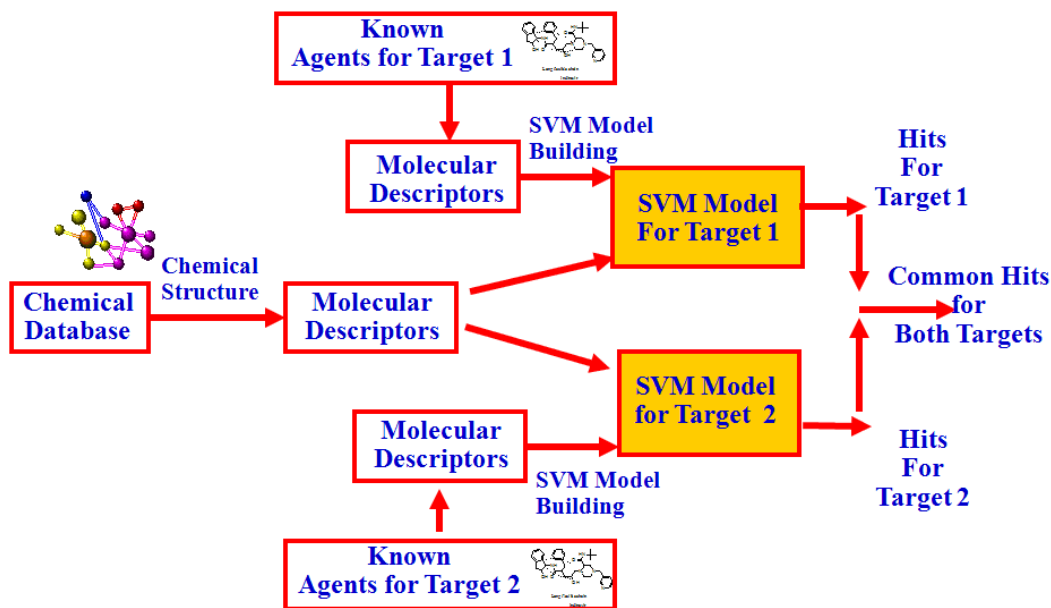 Known
Agents for Target 1
SVM Model
Building
Molecular
Descriptors
SVM Model
For Target 1
Hits
For
Target 1
Chemical
Structure
Chemical
Database
Molecular
Descriptors
Common Hits
for
Both Targets
SVM Model
for Target 2
Molecular
Descriptors
SVM Model
Building
Hits
For
Target 2
Known
Agents for Target 2